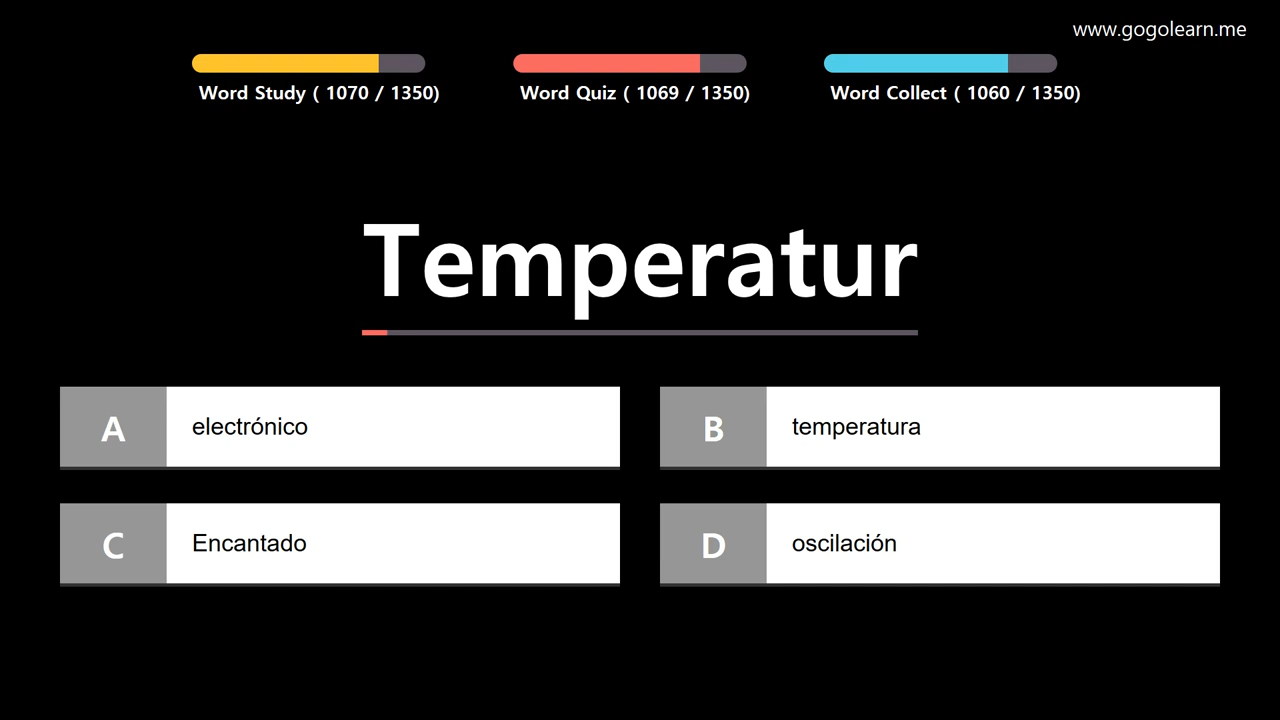 www.gogolearn.me
Word Study ( 1070 / 1350)
Word Quiz ( 1069 / 1350)
Word Collect ( 1060 / 1350)
Temperatur
A electrónico
B temperatura
C Encantado
D oscilación